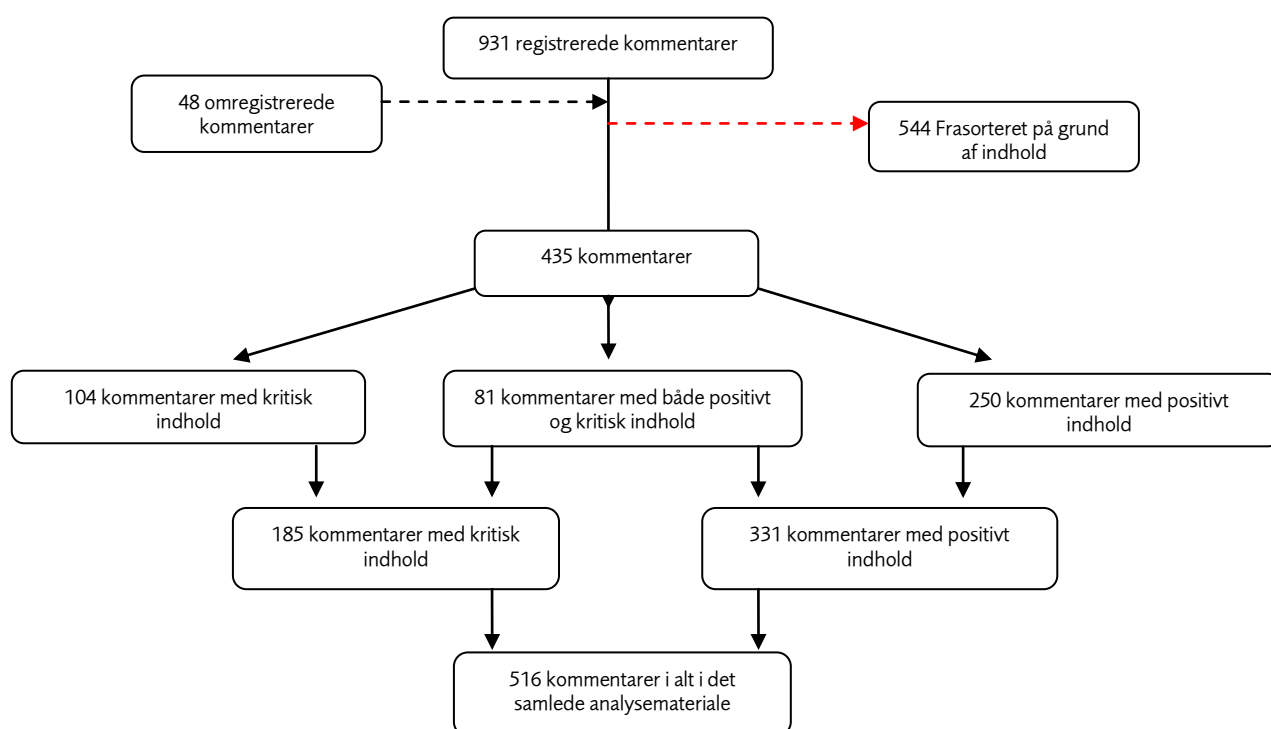 931 registrerede kommentarer
48 omregistrerede
kommentarer
544 Frasorteret på grund
af indhold
435 kommentarer
104 kommentarer med kritisk
indhold
81 kommentarer med både positivt
og kritisk indhold
250 kommentarer med positivt
indhold
185 kommentarer med kritisk
indhold
331 kommentarer med positivt
indhold
516 kommentarer i alt i det
samlede analysemateriale